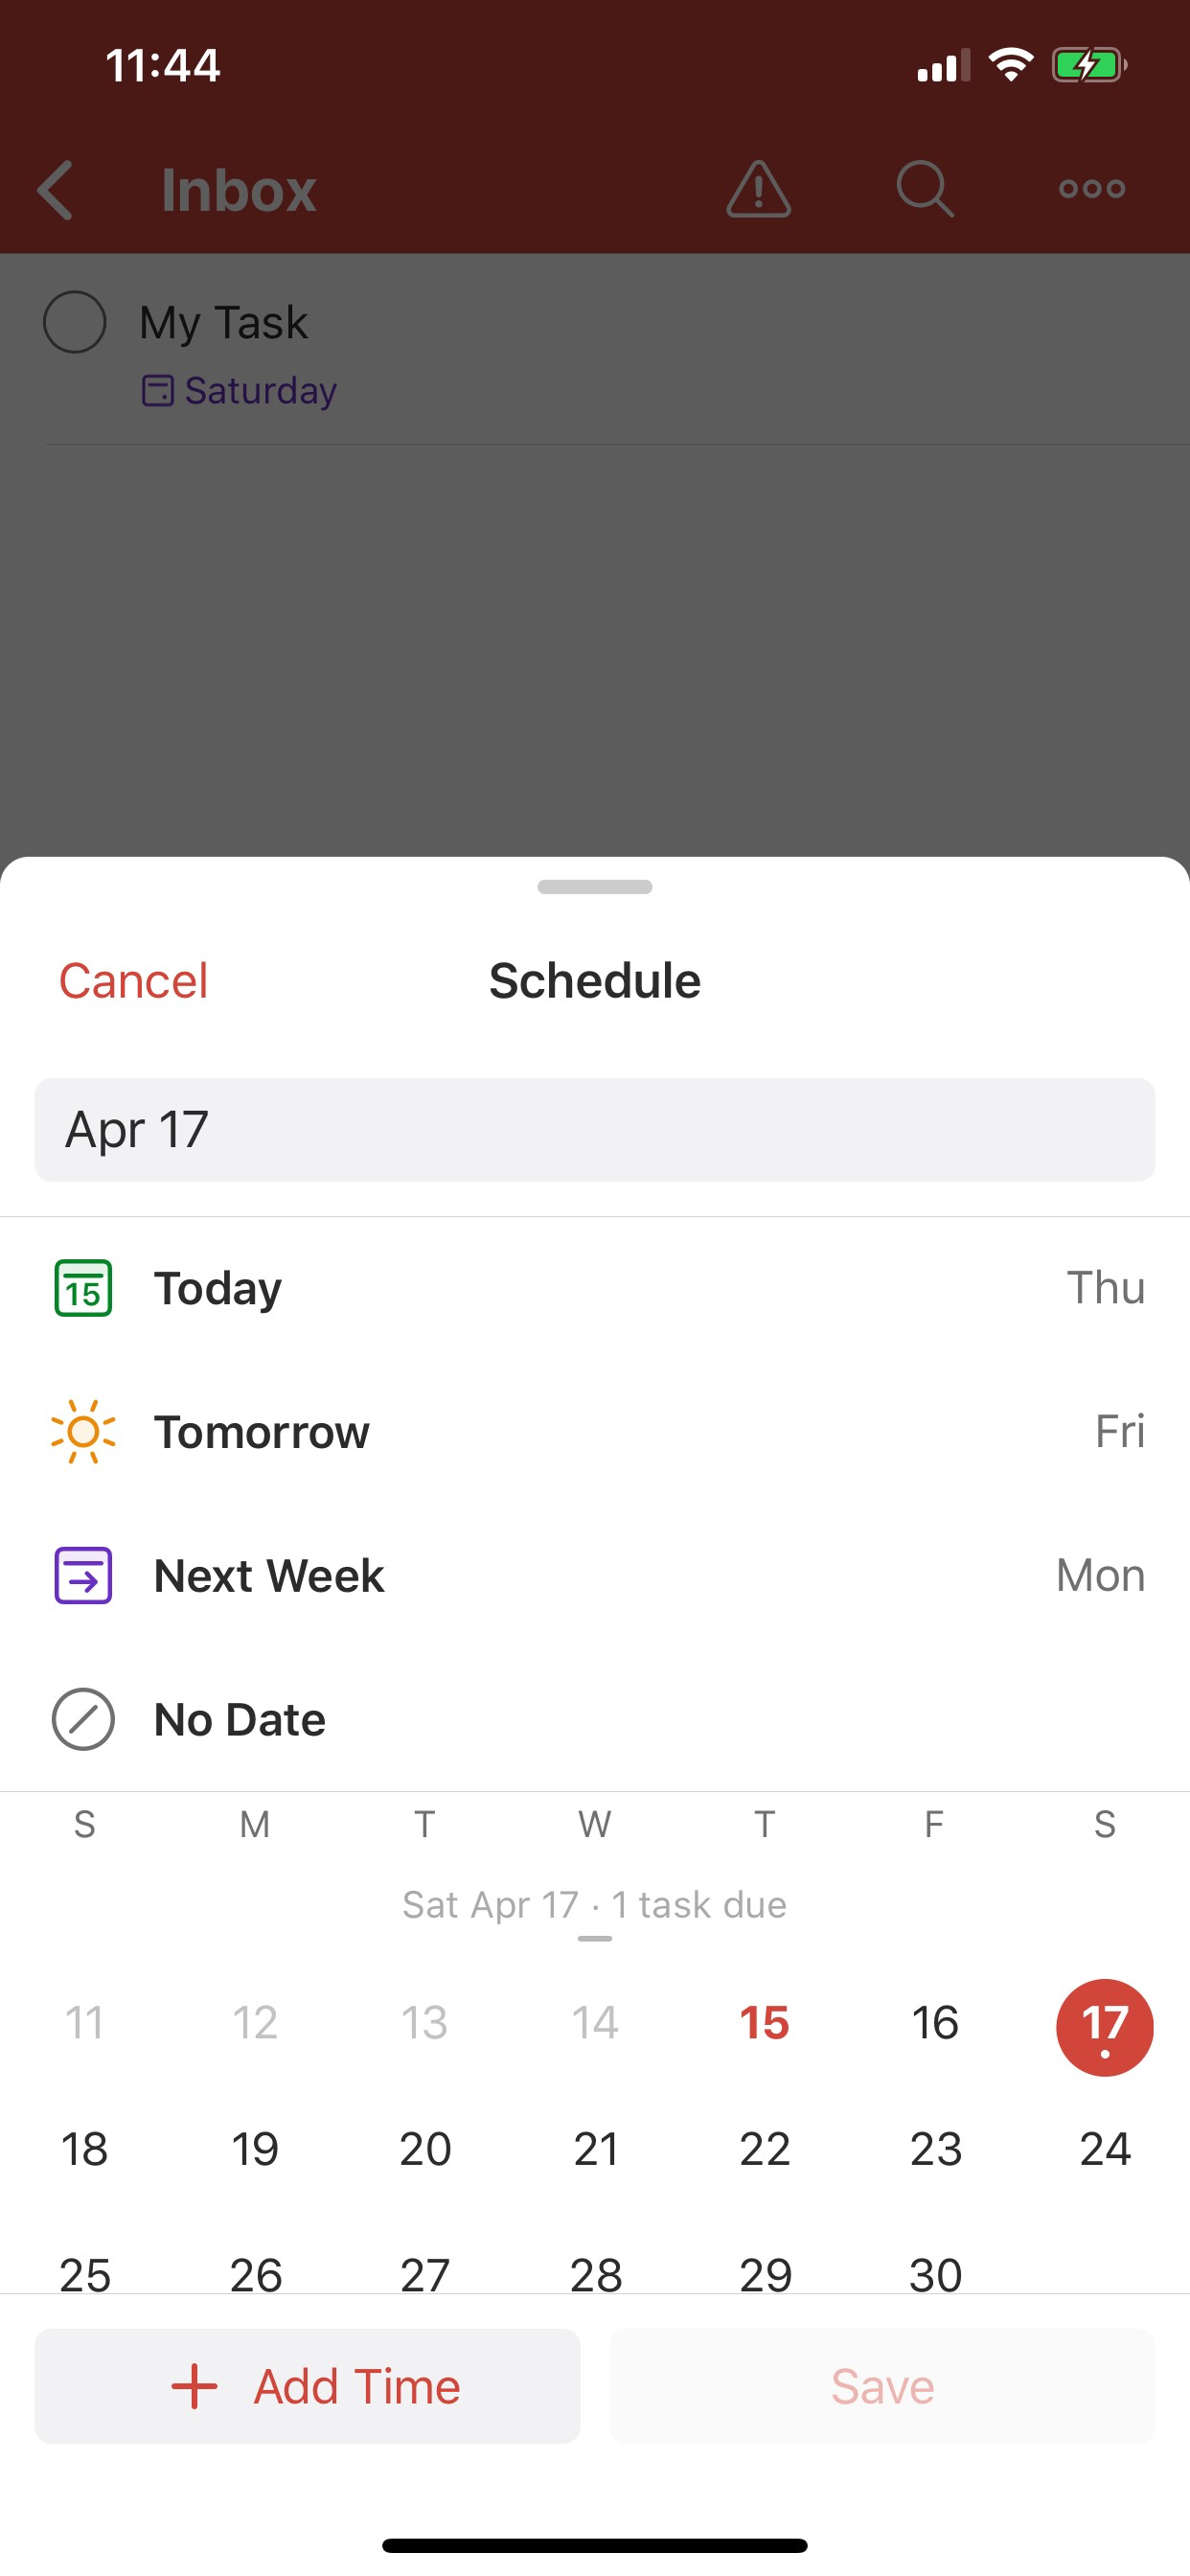 11:44
Inbox
My Task
Saturday
Cancel Schedule
Apr 17
15 Today Thu
Tomorrow Fri
Next Week Mon
No Date
S M T W T F S
Sat Apr 17 · 1 task due
11 12 13 14 15 16 17
18 19 20 21 22 23 24
25 26 27 28 29 30
+ Add Time Save